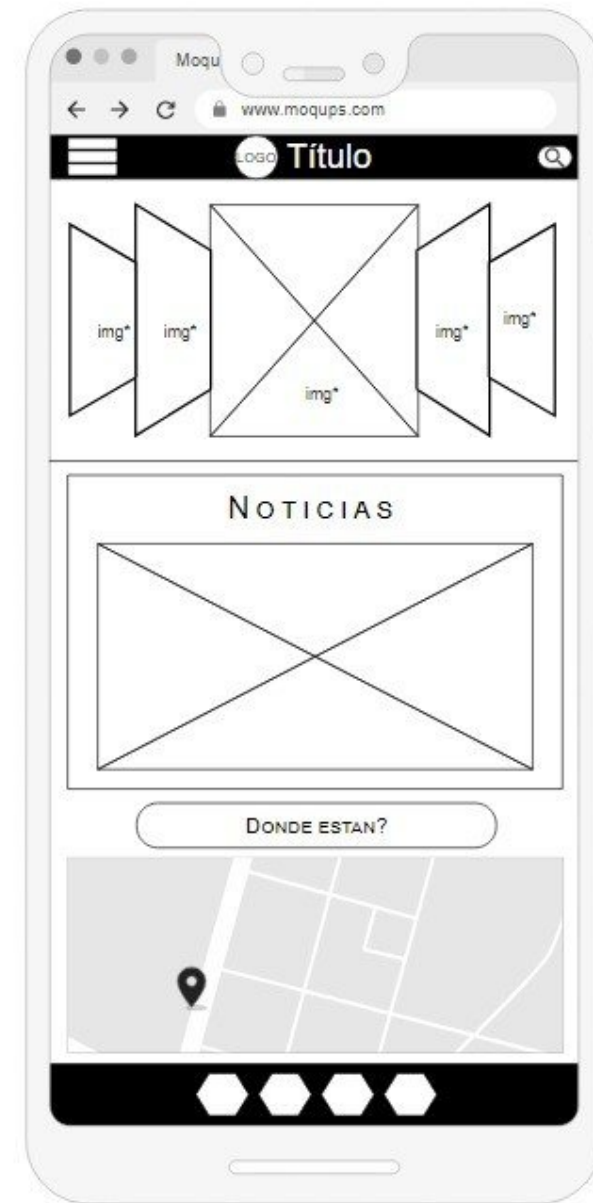 Moqu
www.moqups.com
LOGO Título
img* img* img* img* img*
NOTICIAS
DONDE ESTAN?